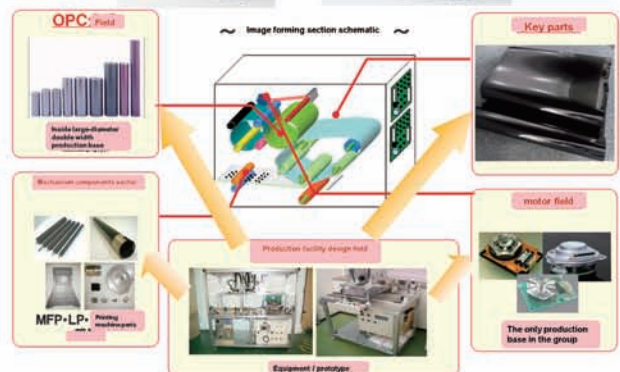 ~ Image forming section schematic ~
OPC: Field
Inside large-diameter
double width
production base
Key parts
Mechanism components sector
MFP•LP•
Printing
machine parts
Production facility design field
Equipment / prototype
motor field
The only production
base in the group